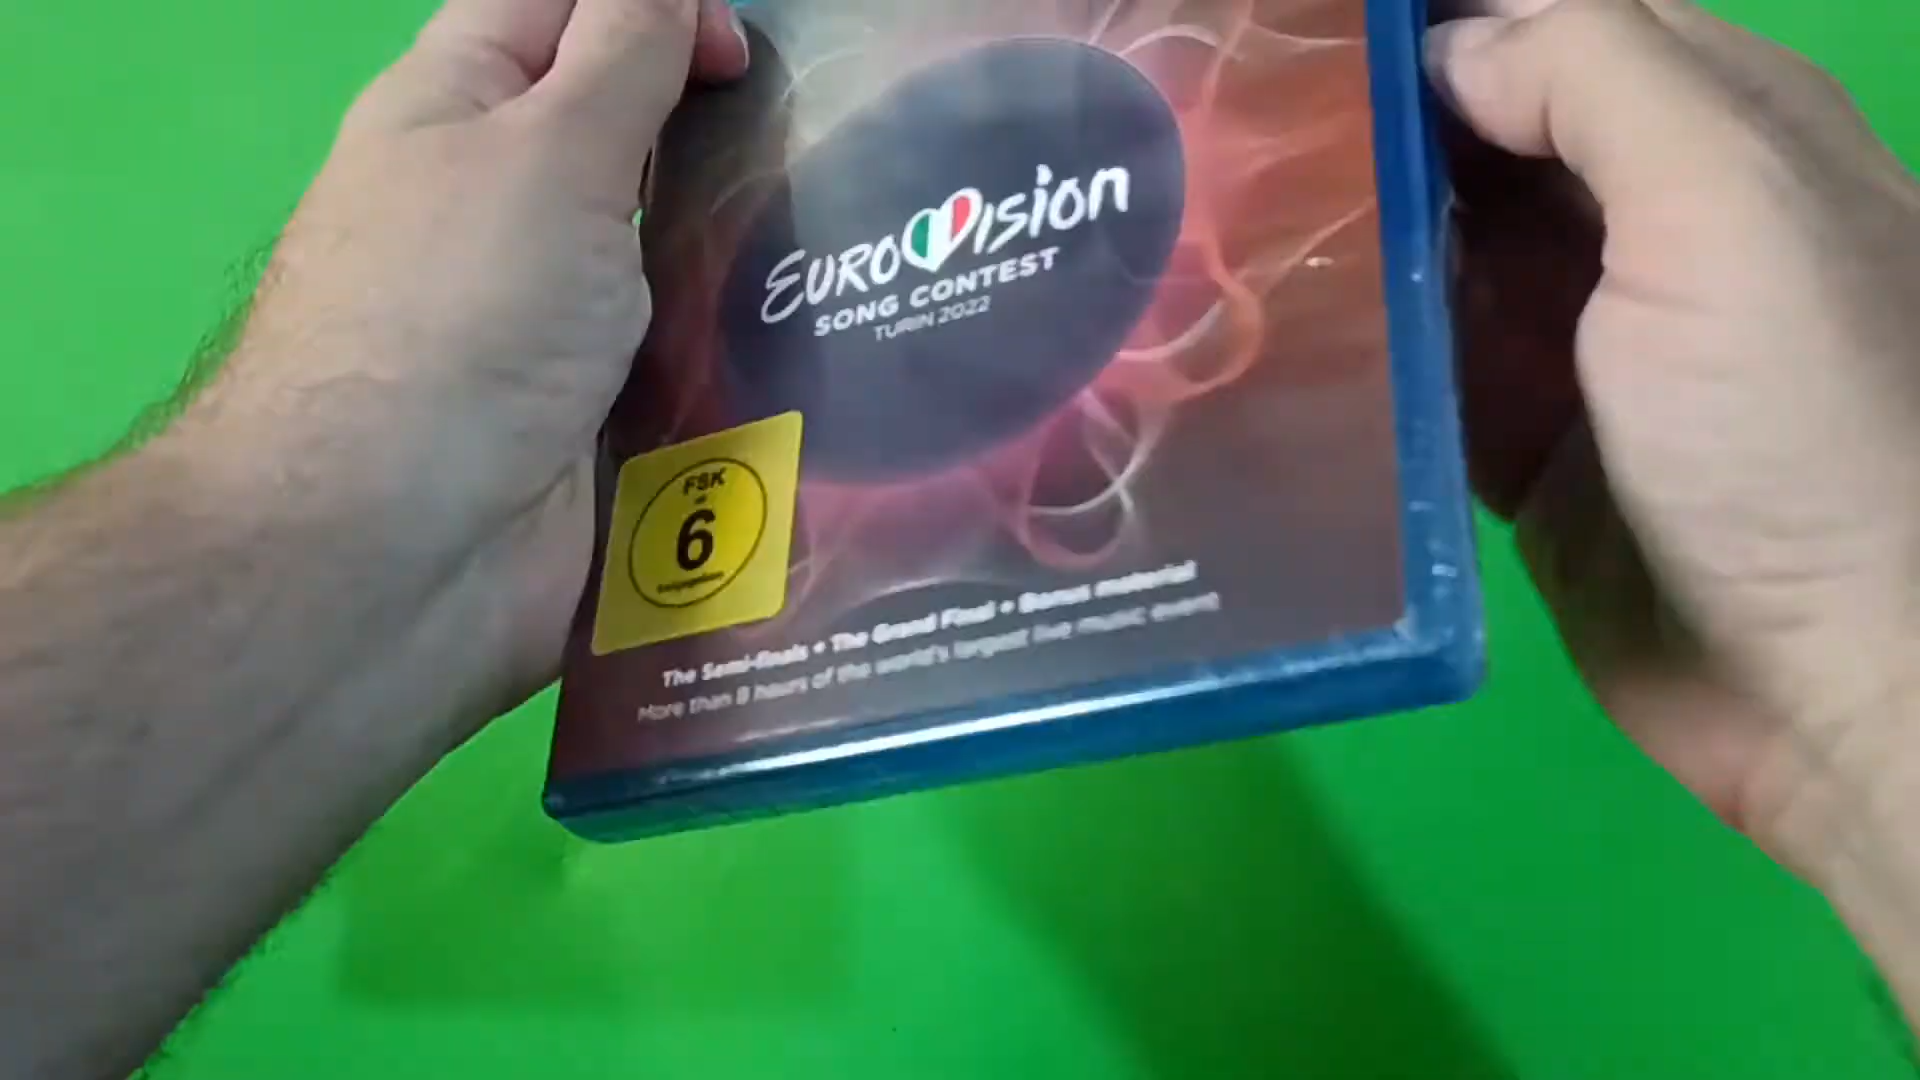 EUROVISION
SONG CONTEST
TURIN 2022
FSK
6
The Semi-finals • The Grand Final • Bonus material
More than 8 hours of the world's largest live music event